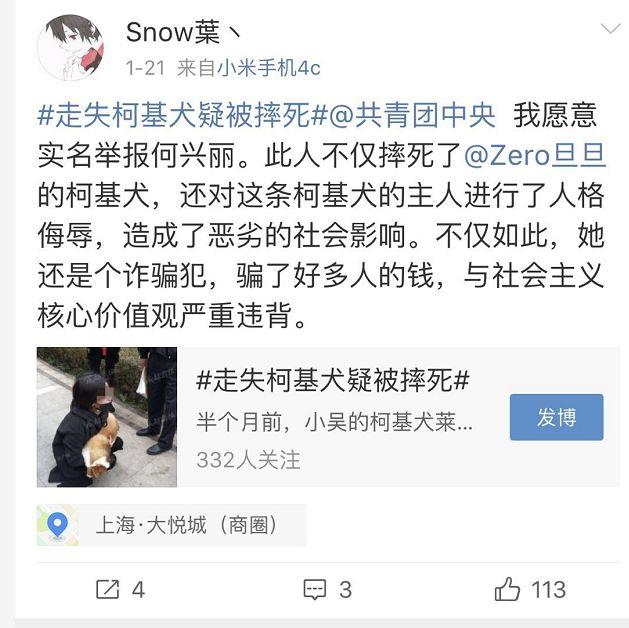 Snow葉丶
1-21 来自小米手机4c
#走失柯基犬疑被摔死#@共青团中央 我愿意
实名举报何兴丽。此人不仅摔死了@Zero旦旦
的柯基犬，还对这条柯基犬的主人进行了人格
侮辱，造成了恶劣的社会影响。不仅如此，她
还是个诈骗犯，骗了好多人的钱，与社会主义
核心价值观严重违背。
#走失柯基犬疑被摔死#
半个月前，小吴的柯基犬莱...
332人关注
发博
上海·大悦城（商圈）
4
3
113